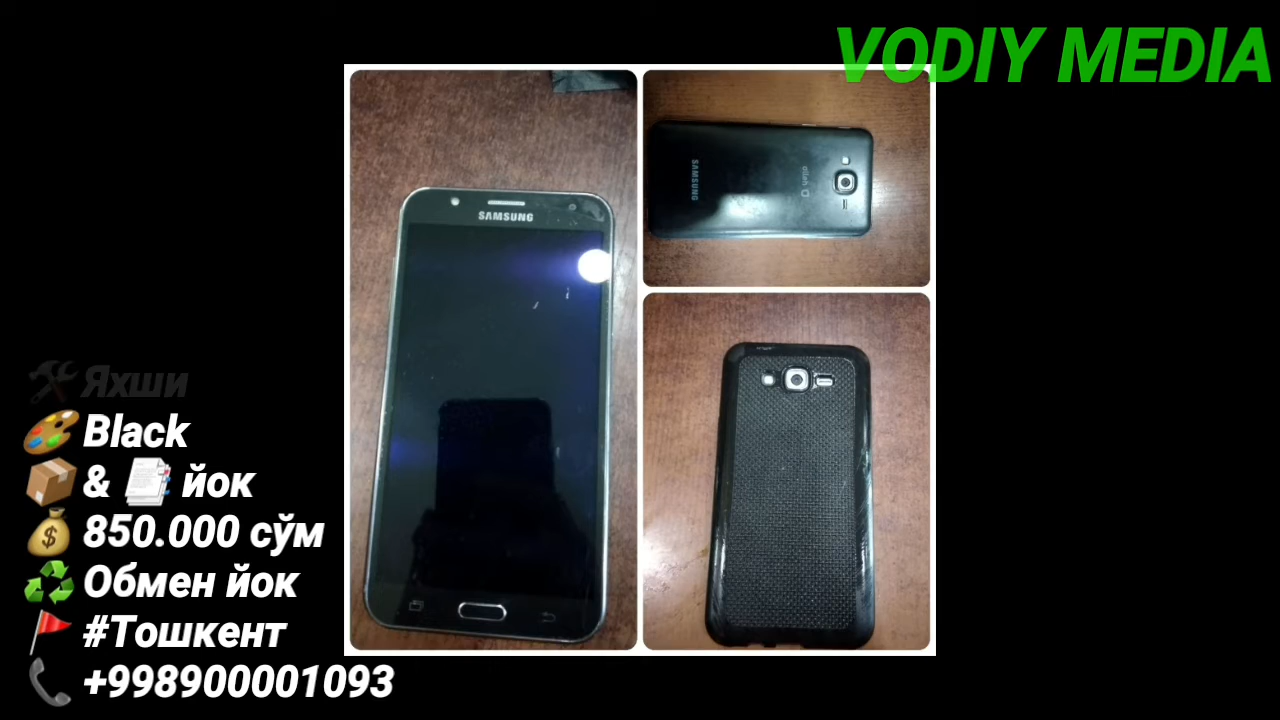 VODIY MEDIA
SAMSUNG
SAMSUNG
Яхши
Black
& йок
850.000 сўм
Обмен йок
#Тошкент
+998900001093